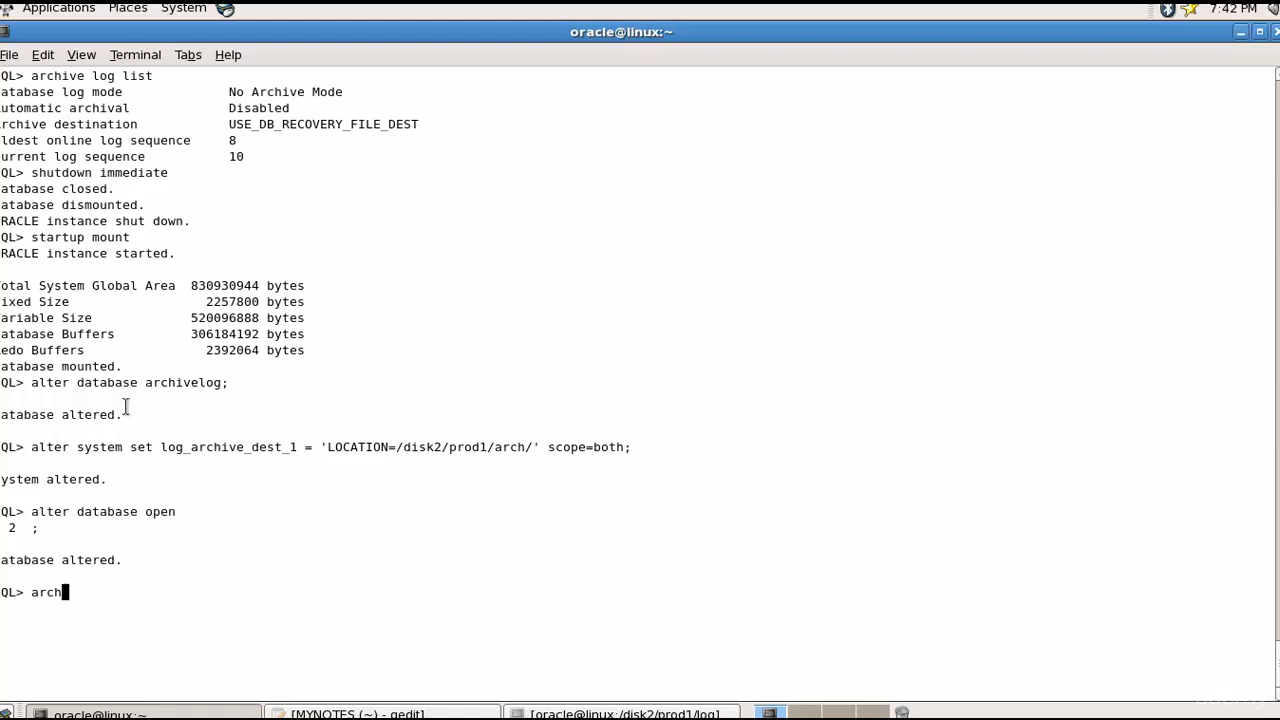 Applications Places System 7:42 PM
oracle@linux:~
File Edit View Terminal Tabs Help
QL> archive log list
atabase log mode No Archive Mode
utomatic archival Disabled
rchive destination USE_DB_RECOVERY_FILE_DEST
ldest online log sequence 8
urrent log sequence 10
QL> shutdown immediate
atabase closed.
atabase dismounted.
RACLE instance shut down.
QL> startup mount
RACLE instance started.
otal System Global Area 830930944 bytes
ixed Size 2257800 bytes
ariable Size 520096888 bytes
atabase Buffers 306184192 bytes
edo Buffers 2392064 bytes
atabase mounted.
QL> alter database archivelog;
atabase altered.
QL> alter system set log_archive_dest_1 = 'LOCATION=/disk2/prod1/arch/' scope=both;
ystem altered.
QL> alter database open
2 ;
atabase altered.
QL> arch
oracle@linux:~ [MYNOTES (~) - gedit] [oracle@linux:/disk2/prod1/log]